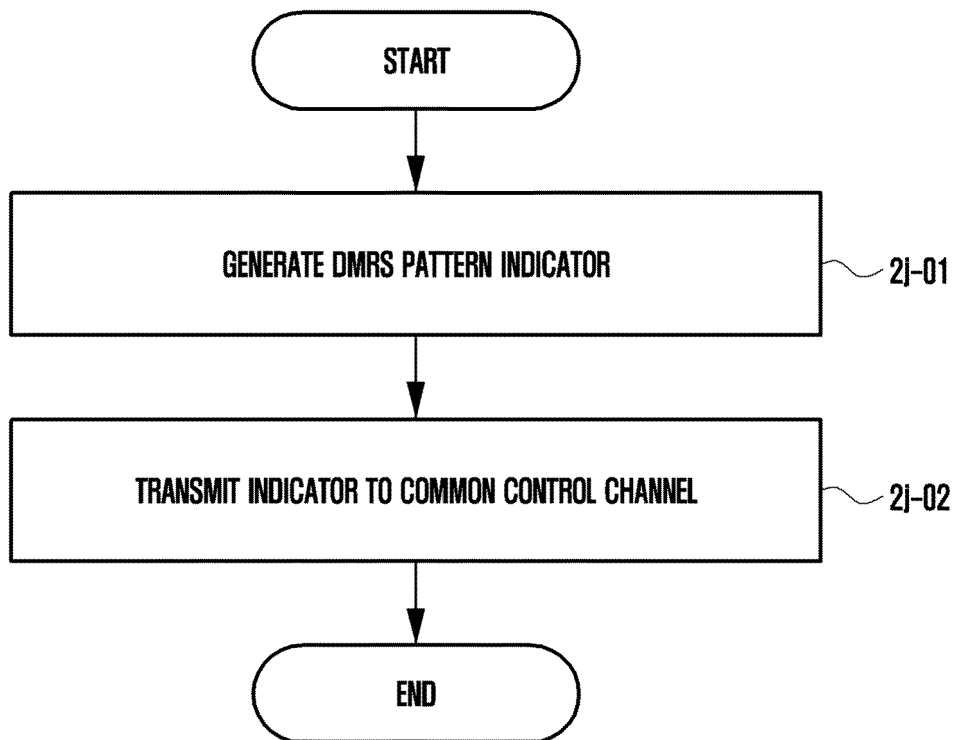 START
GENERATE DMRS PATTERN INDICATOR
2j-01
TRANSMIT INDICATOR TO COMMON CONTROL CHANNEL
2j-02
END